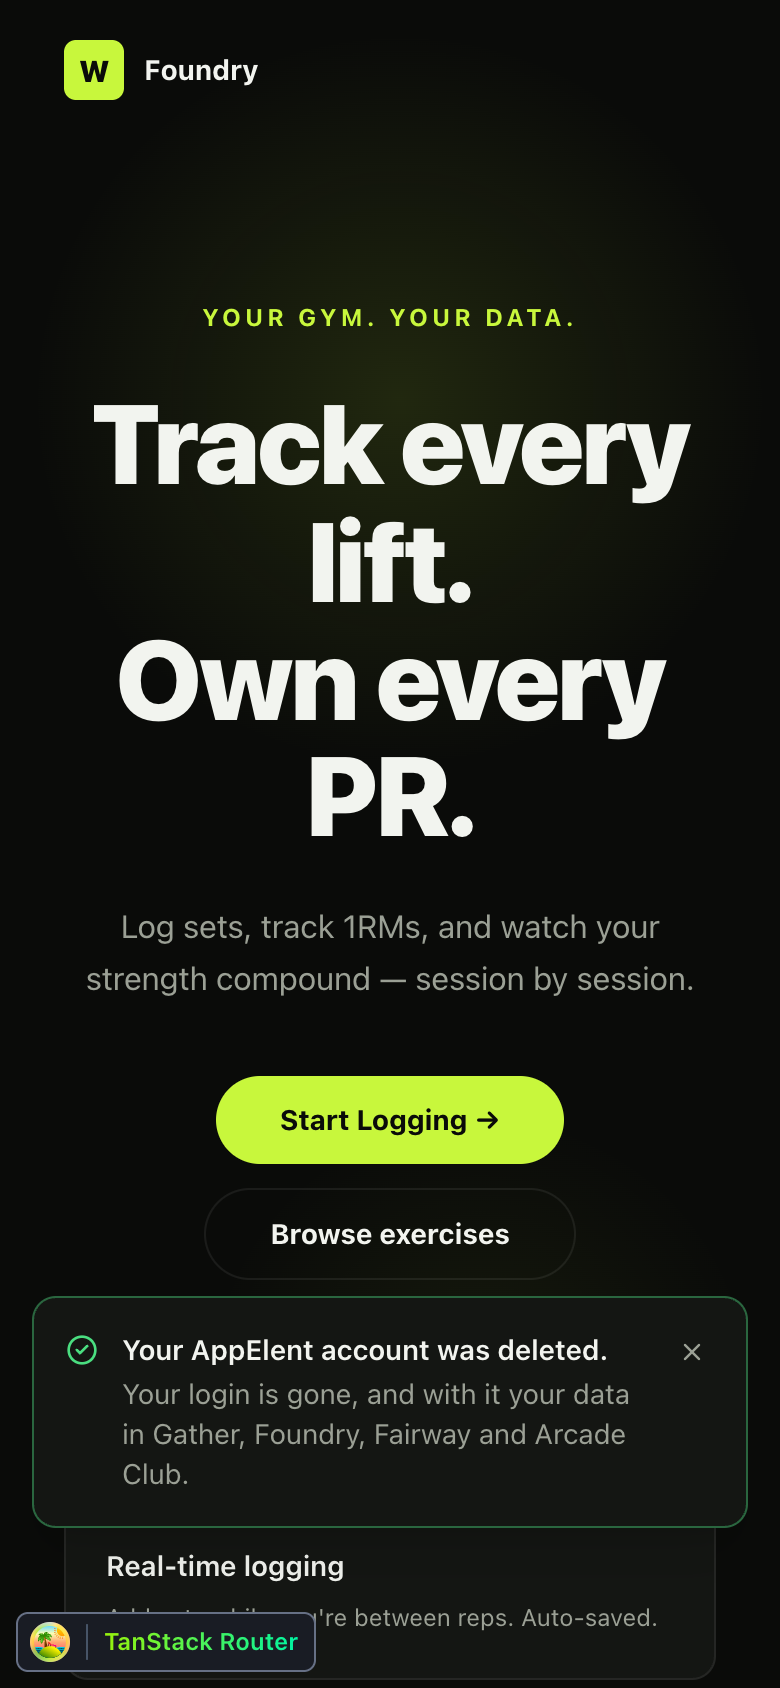 W Foundry
YOUR GYM. YOUR DATA.
Track every
lift.
Own every
PR.
Log sets, track 1RMs, and watch your
strength compound — session by session.
Start Logging →
Browse exercises
Your AppElent account was deleted.
Your login is gone, and with it your data
in Gather, Foundry, Fairway and Arcade
Club.
Real-time logging
're between reps. Auto-saved.
TanStack Router